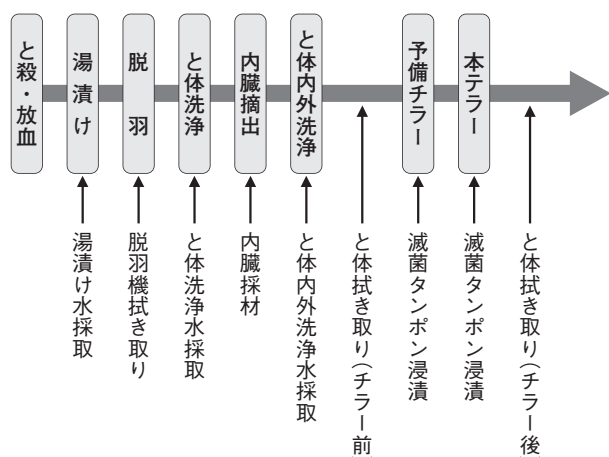 と殺・放血
湯漬け
脱羽
と体洗浄
内臓摘出
と体内外洗浄
予備チラー
本テラー
湯漬け水採取
脱羽機拭き取り
と体洗浄水採取
内臓採材
と体内外洗浄水採取
と体拭き取り(チラー前
滅菌タンポン浸漬
滅菌タンポン浸漬
と体拭き取り(チラー後